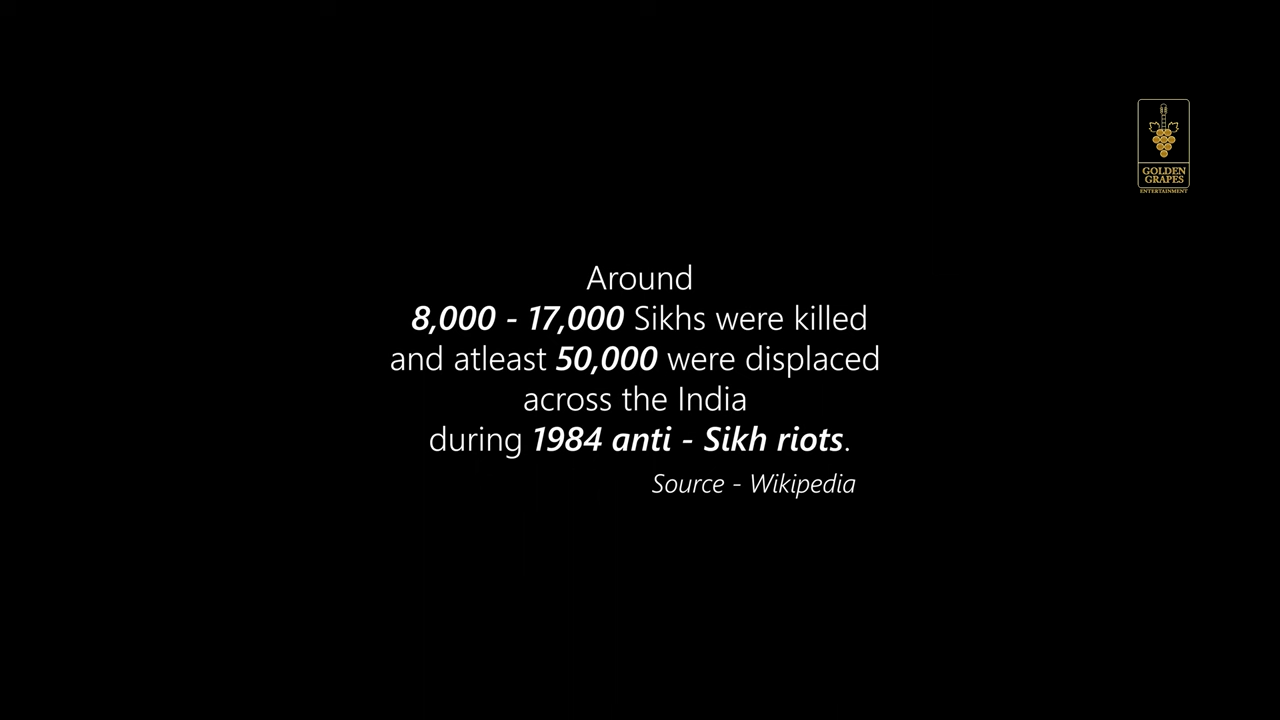 GOLDEN
GRAPES
ENTERTAINMENT
Around
8,000 - 17,000 Sikhs were killed
and atleast 50,000 were displaced
across the India
during 1984 anti - Sikh riots.
Source - Wikipedia